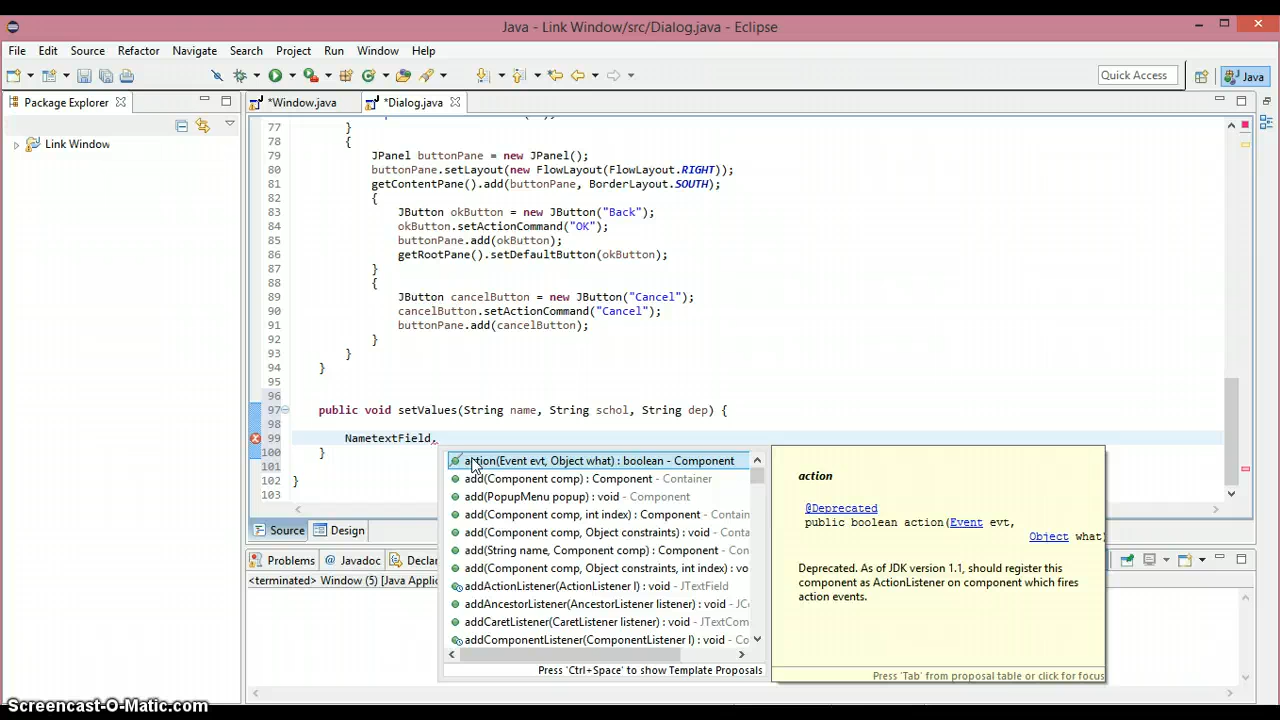 Java - Link Window/src/Dialog.java - Eclipse
File Edit Source Refactor Navigate Search Project Run Window Help
Quick Access
Java
Package Explorer
*Window.java
*Dialog.java
Link Window
77 }
78 {
79 JPanel buttonPane = new JPanel();
80 buttonPane.setLayout(new FlowLayout(FlowLayout.RIGHT));
81 getContentPane().add(buttonPane, BorderLayout.SOUTH);
82 {
83 JButton okButton = new JButton("Back");
84 okButton.setActionCommand("OK");
85 buttonPane.add(okButton);
86 getRootPane().setDefaultButton(okButton);
87 }
88 {
89 JButton cancelButton = new JButton("Cancel");
90 cancelButton.setActionCommand("Cancel");
91 buttonPane.add(cancelButton);
92 }
93 }
94 }
95
96
97 public void setValues(String name, String schol, String dep) {
98
99 NametextField.
100 }
101
102 }
103
action(Event evt, Object what) : boolean - Component
add(Component comp) : Component - Container
add(PopupMenu popup) : void - Component
add(Component comp, int index) : Component - Contain
add(Component comp, Object constraints) : void - Conta
add(String name, Component comp) : Component - Con
add(Component comp, Object constraints, int index) : vo
addActionListener(ActionListener l) : void - JTextField
addAncestorListener(AncestorListener listener) : void - JC
addCaretListener(CaretListener listener) : void - JTextCom
addComponentListener(ComponentListener l) : void - Co
Press 'Ctrl+Space' to show Template Proposals
action
@Deprecated
public boolean action(Event evt,
Object what)
Deprecated. As of JDK version 1.1, should register this
component as ActionListener on component which fires
action events.
Press 'Tab' from proposal table or click for focus
Source Design
Problems @ Javadoc Declar
<terminated> Window (5) [Java Applic
Screencast-O-Matic.com